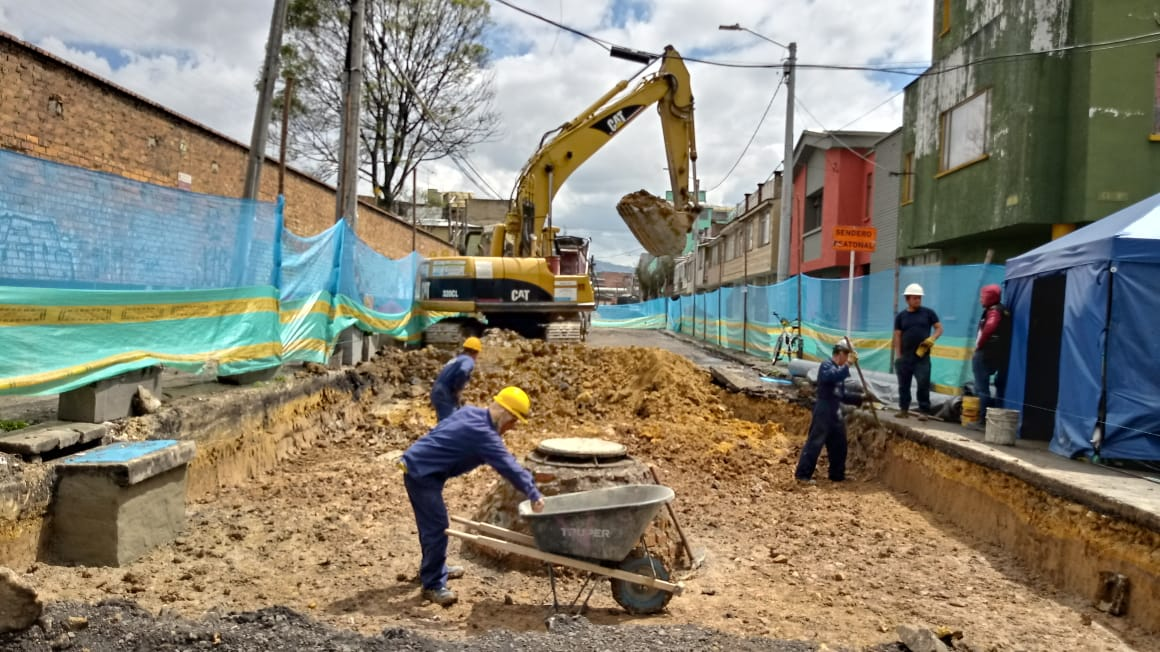 CAT
SENDERO
PEATONAL
320CL
CAT
TRUPER